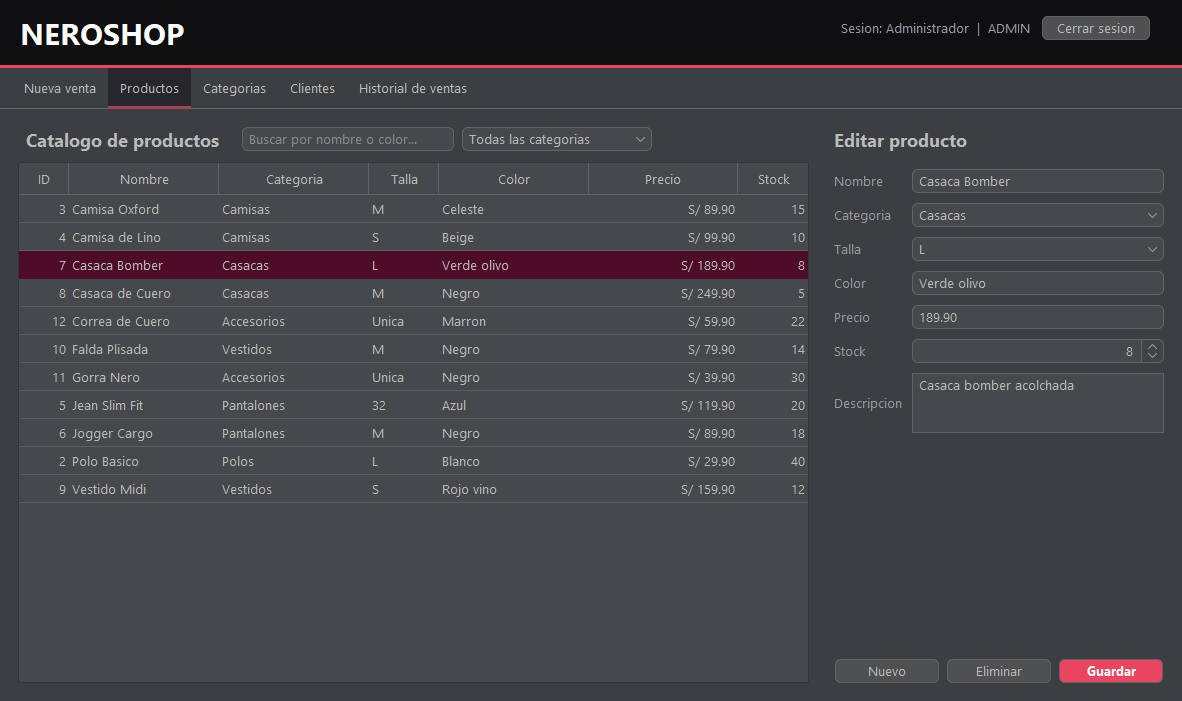 NEROSHOP
Sesion: Administrador | ADMIN
Cerrar sesion
Nueva venta Productos Categorias Clientes Historial de ventas
Catalogo de productos
Buscar por nombre o color...
Todas las categorias
ID Nombre Categoria Talla Color Precio Stock
3 Camisa Oxford Camisas M Celeste S/ 89.90 15
4 Camisa de Lino Camisas S Beige S/ 99.90 10
7 Casaca Bomber Casacas L Verde olivo S/ 189.90 8
8 Casaca de Cuero Casacas M Negro S/ 249.90 5
12 Correa de Cuero Accesorios Unica Marron S/ 59.90 22
10 Falda Plisada Vestidos M Negro S/ 79.90 14
11 Gorra Nero Accesorios Unica Negro S/ 39.90 30
5 Jean Slim Fit Pantalones 32 Azul S/ 119.90 20
6 Jogger Cargo Pantalones M Negro S/ 89.90 18
2 Polo Basico Polos L Blanco S/ 29.90 40
9 Vestido Midi Vestidos S Rojo vino S/ 159.90 12
Editar producto
Nombre Casaca Bomber
Categoria Casacas
Talla L
Color Verde olivo
Precio 189.90
Stock 8
Descripcion Casaca bomber acolchada
Nuevo Eliminar Guardar